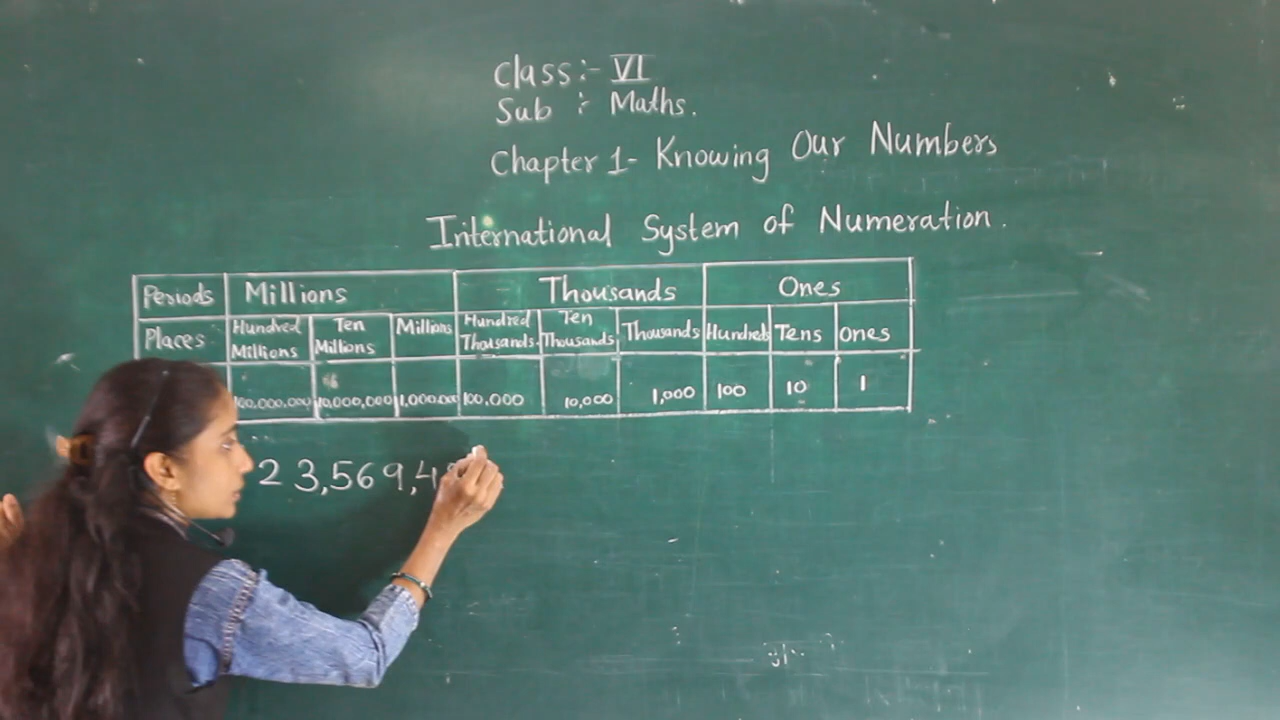 Class :- VI
Sub :- Maths.
Chapter 1- Knowing Our Numbers
International System of Numeration.
Periods Millions Thousands Ones
Places Hundred Millions Ten Millions Millions Hundred Thousands Ten Thousands Thousands Hundreds Tens Ones
100,000,000 10,000,000 1,000,000 100,000 10,000 1,000 100 10 1
23,569,4